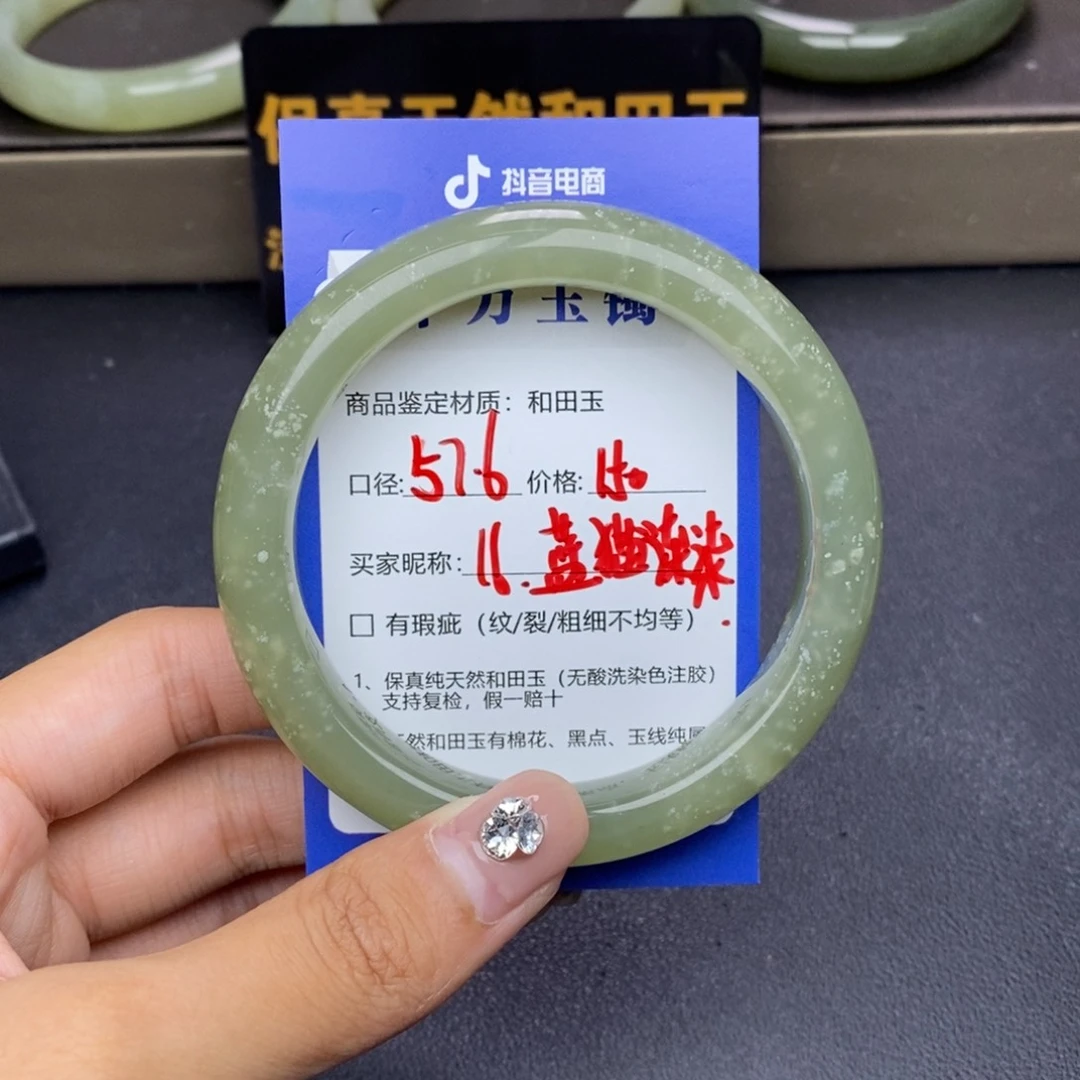 保真天然和田玉
抖音电商
万玉镯
商品鉴定材质：和田玉
口径:576 价格:
买家昵称：11.蓝猫
□ 有瑕疵（纹/裂/粗细不均等）
1、保真纯天然和田玉（无酸洗染色注胶）
支持复检，假一赔十
然和田玉有棉花、黑点、玉线纯属